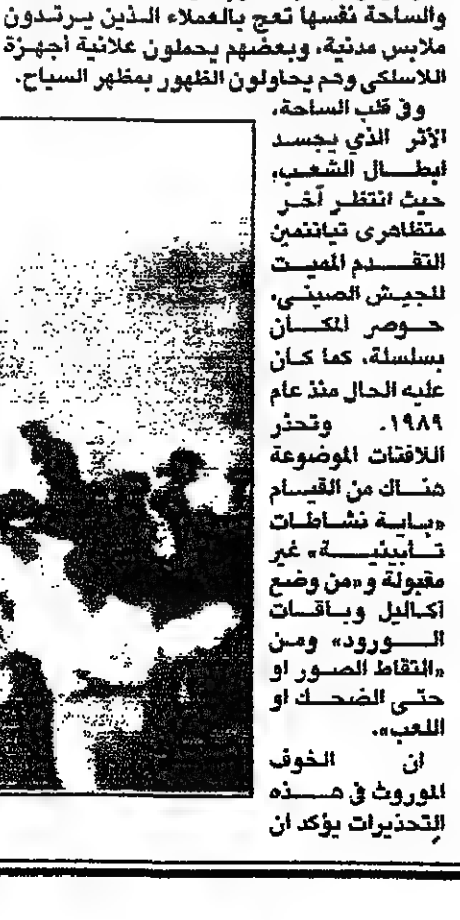 والساحة نفسها تعج بالعملاء الذين يرتدون
ملابس مدنية، وبعضهم يحملون علانية أجهزة
اللاسلكي وهم يحاولون الظهور بمظهر السياح.
وفي قلب الساحة،
الأثر الذي يجسد
ابطال الشعب،
حيث انتظر آخر
متظاهري تياننمين
التقدم المميت
للجيش الصيني،
حوصر المكان
بسلسلة، كما كان
عليه الحال منذ عام
١٩٨٩. وتحذر
اللافتات الموضوعة
هناك من القيام
«بأية نشاطات
تأبينية» غير
مقبولة و«من وضع
أكاليل وباقات
الورود» ومن
«التقاط الصور او
حتى الضحك او
اللعب».
ان الخوف
الموروث في هذه
التحذيرات يؤكد ان